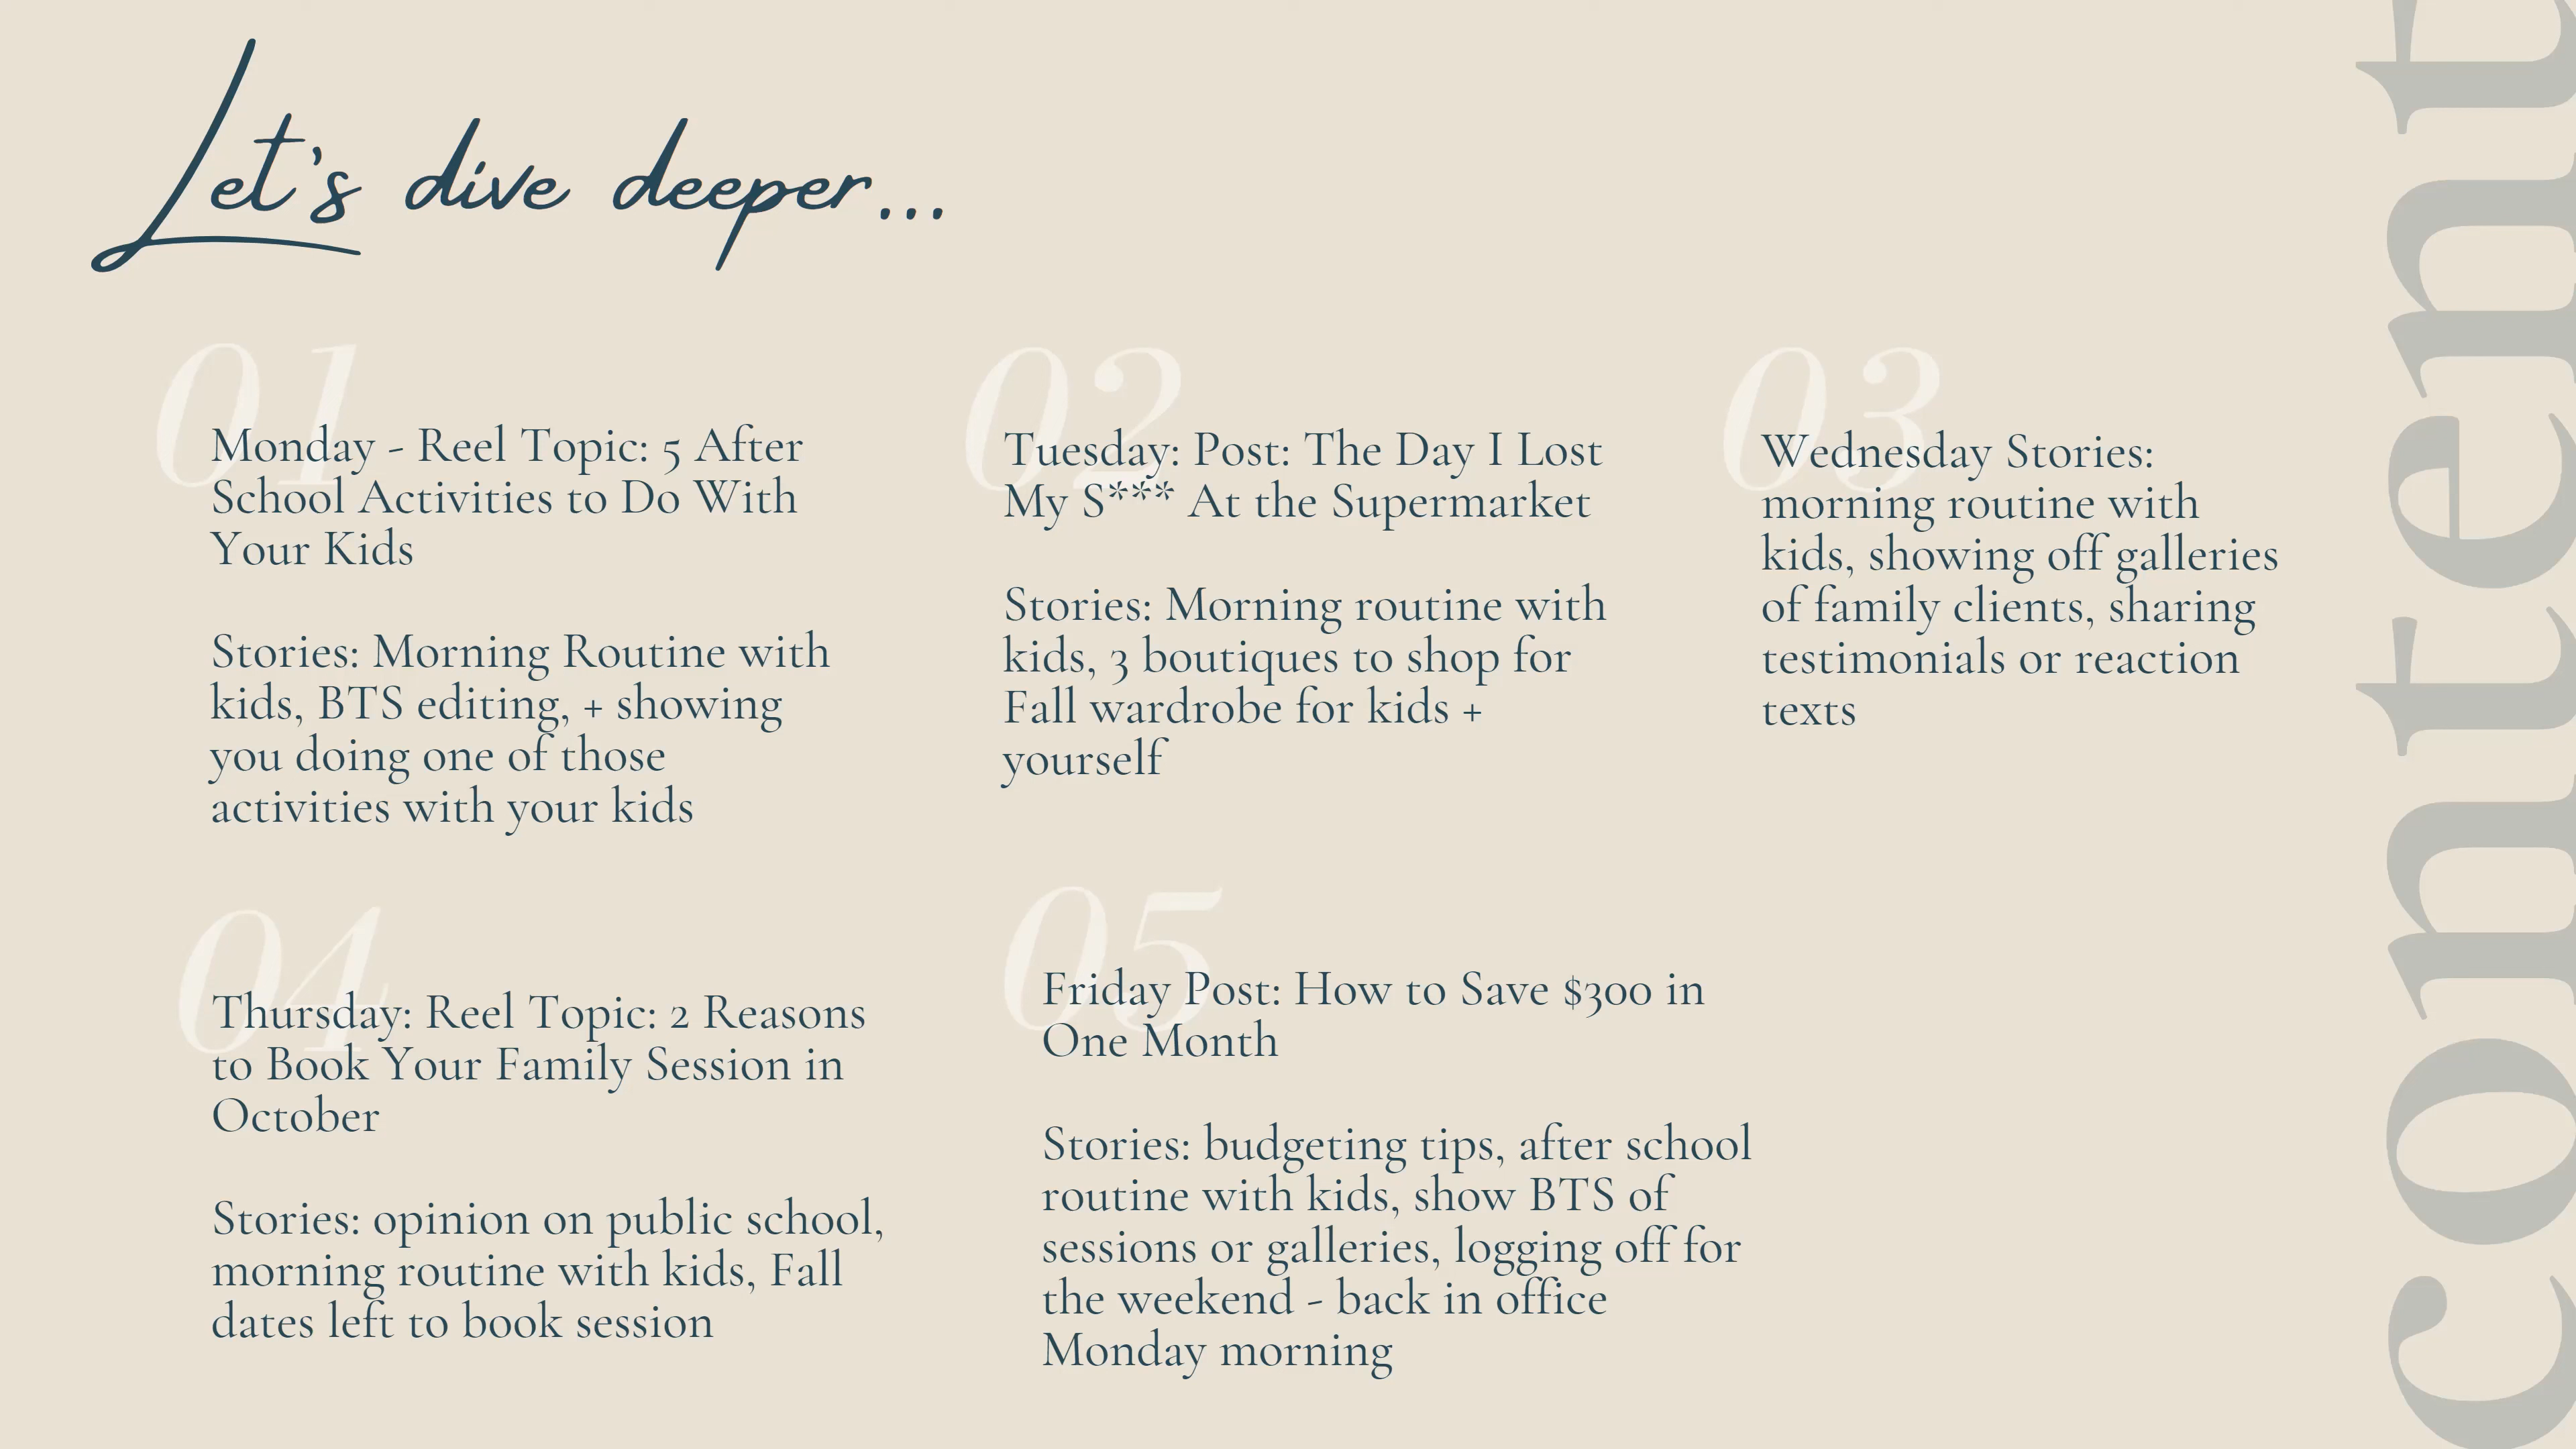 Let's dive deeper...
01
Monday - Reel Topic: 5 After
School Activities to Do With
Your Kids
Stories: Morning Routine with
kids, BTS editing, + showing
you doing one of those
activities with your kids
02
Tuesday: Post: The Day I Lost
My S*** At the Supermarket
Stories: Morning routine with
kids, 3 boutiques to shop for
Fall wardrobe for kids +
yourself
03
Wednesday Stories:
morning routine with
kids, showing off galleries
of family clients, sharing
testimonials or reaction
texts
04
Thursday: Reel Topic: 2 Reasons
to Book Your Family Session in
October
Stories: opinion on public school,
morning routine with kids, Fall
dates left to book session
05
Friday Post: How to Save $300 in
One Month
Stories: budgeting tips, after school
routine with kids, show BTS of
sessions or galleries, logging off for
the weekend - back in office
Monday morning
content